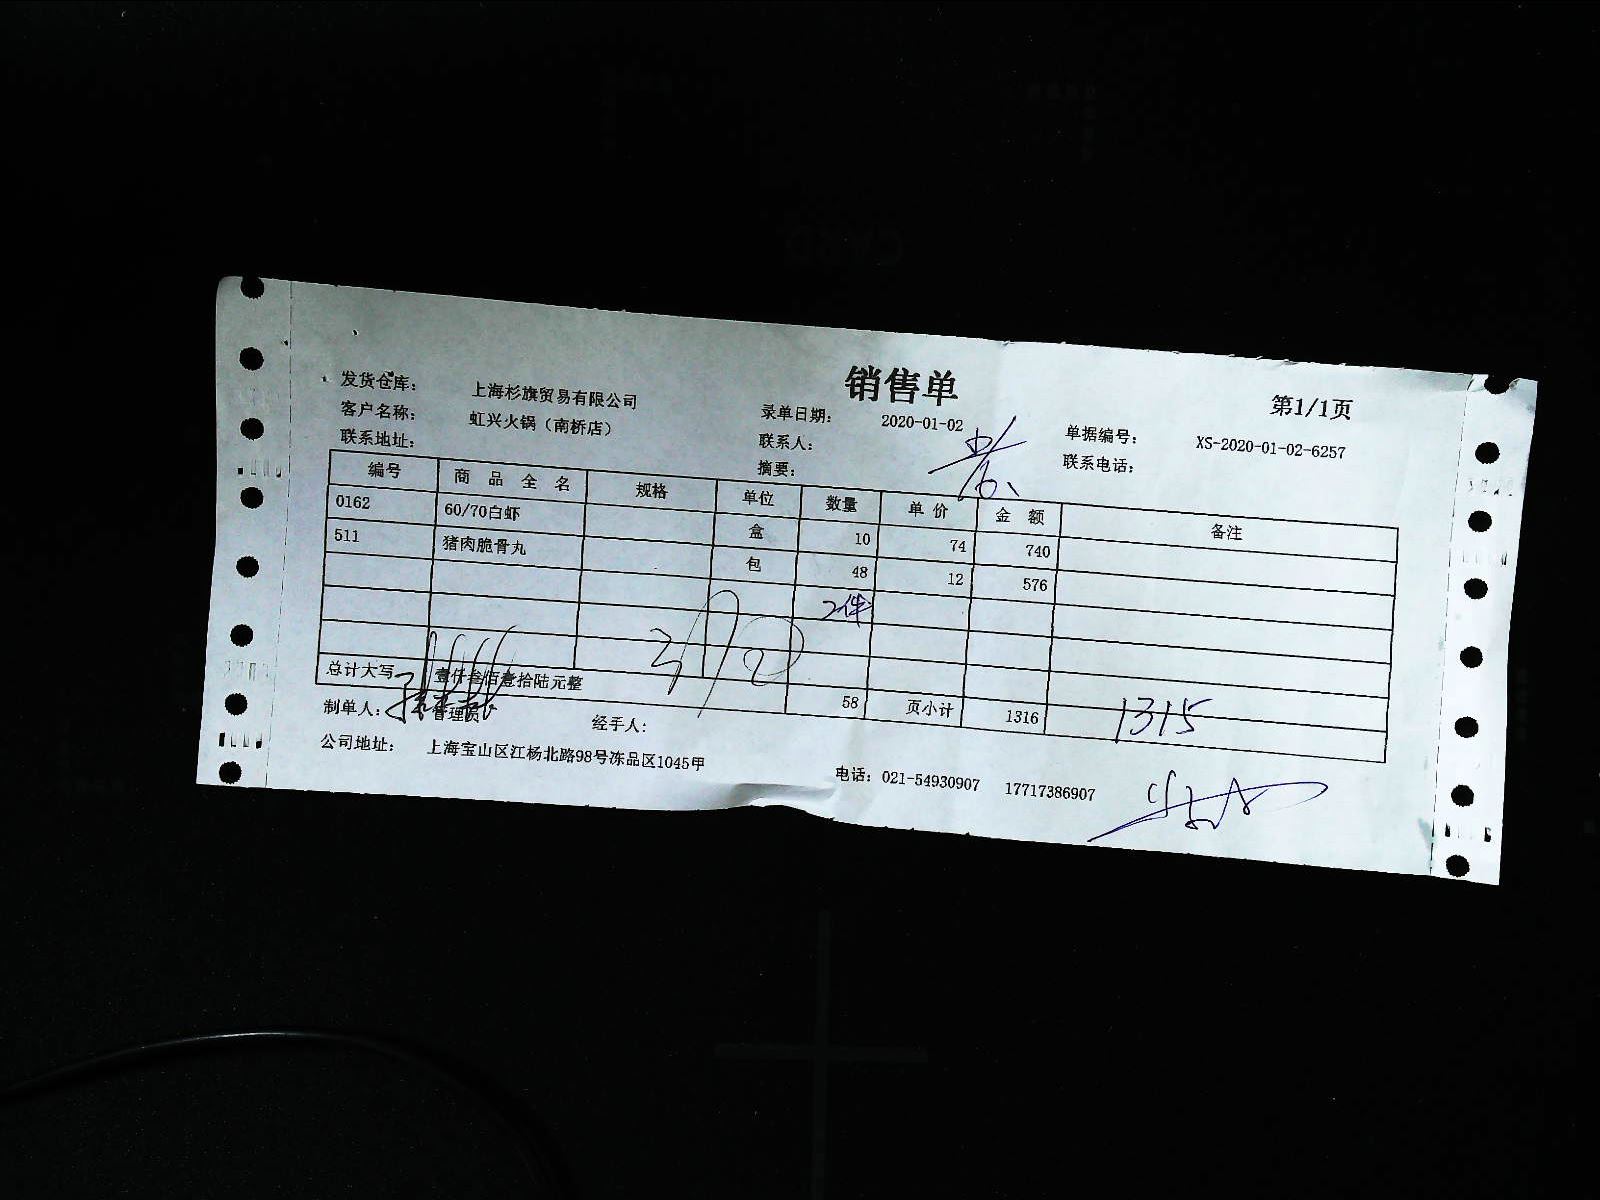 销售单
第1/1页
发货仓库： 上海杉旗贸易有限公司 录单日期： 2020-01-02 单据编号： XS-2020-01-02-6257
客户名称： 虹兴火锅（南桥店） 联系人： 联系电话：
联系地址： 摘要：
编号 商品全名 规格 单位 数量 单价 金额 备注
0162 60/70白虾 盒 10 74 740
511 猪肉脆骨丸 包 48 12 576
2件
总计大写 壹仟叁佰壹拾陆元整 58 页小计 1316 1315
制单人： 管理员 经手人：
公司地址： 上海宝山区江杨北路98号冻品区1045甲 电话：021-54930907 17717386907